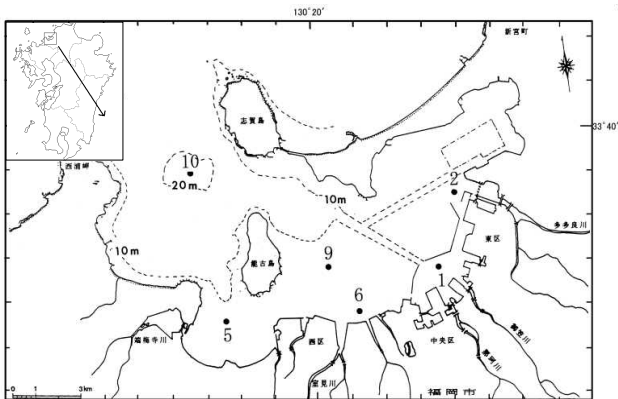 130°20′
新宮町
33°40′
志賀島
西浦岬
10
20m
10m
2
多多良川
東区
10m
能古島
9
1
6
5
瑞梅寺川
西区
中央区
御笠川
那珂川
室見川
福岡市
0 1 3km